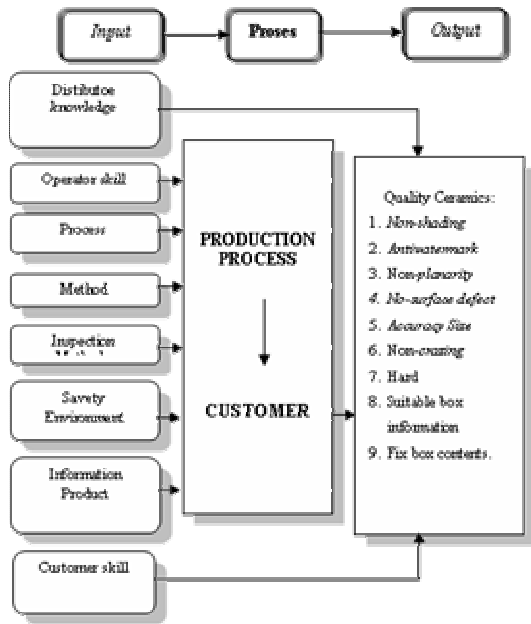 Input
Proses
Output
Distributoe
knowledge
Operator skill
Process
Method
Inspection
Savety
Environment
Information
Product
Customer skill
PRODUCTION
PROCESS
CUSTOMER
Quality Ceramics:
1. Non-shading
2. Antiwatermark
3. Non-planarity
4. No-surface defect
5. Accuracy Size
6. Non-crazing
7. Hard
8. Suitable box
information
9. Fix box contents.